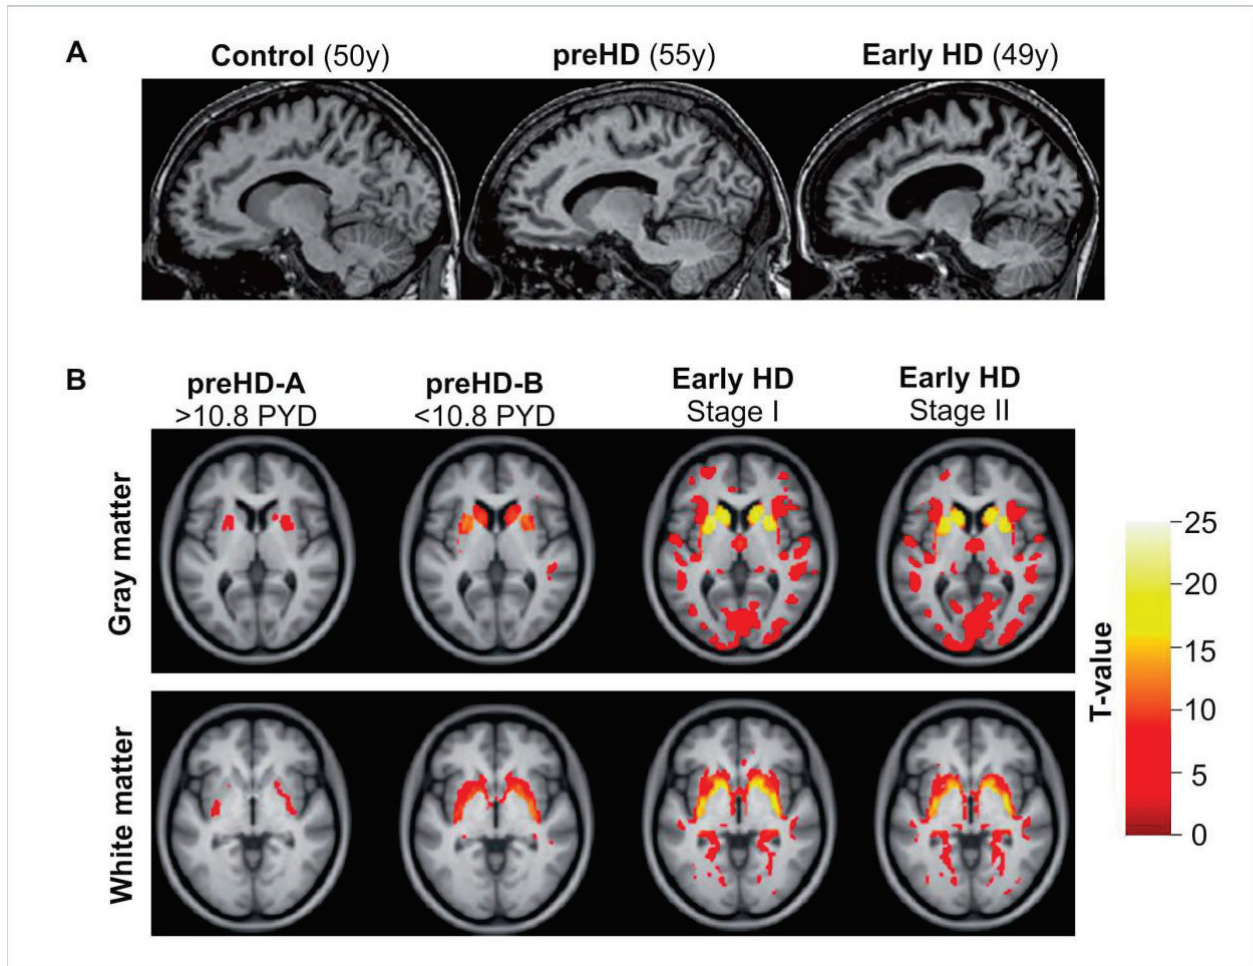 A
Control (50y)
preHD (55y)
Early HD (49y)
B
preHD-A
>10.8 PYD
preHD-B
<10.8 PYD
Early HD
Stage I
Early HD
Stage II
Gray matter
White matter
T-value
25
20
15
10
5
0